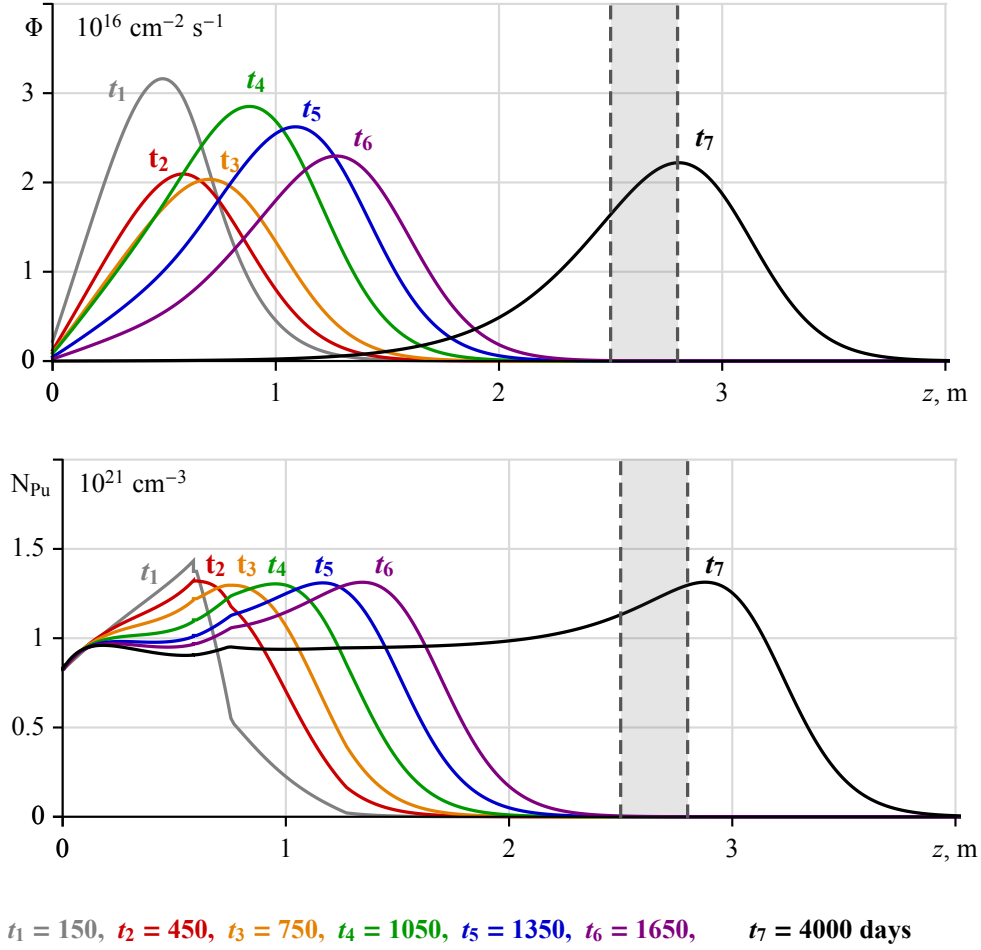 Φ 10¹⁶ cm⁻² s⁻¹
3
t₁ t₄ t₅
t₂ t₃ t₆ t₇
2
1
0
0 1 2 3 z, m
N_Pu 10²¹ cm⁻³
1.5
t₁ t₂ t₃ t₄ t₅ t₆ t₇
1
0.5
0
0 1 2 3 z, m
t₁ = 150, t₂ = 450, t₃ = 750, t₄ = 1050, t₅ = 1350, t₆ = 1650, t₇ = 4000 days